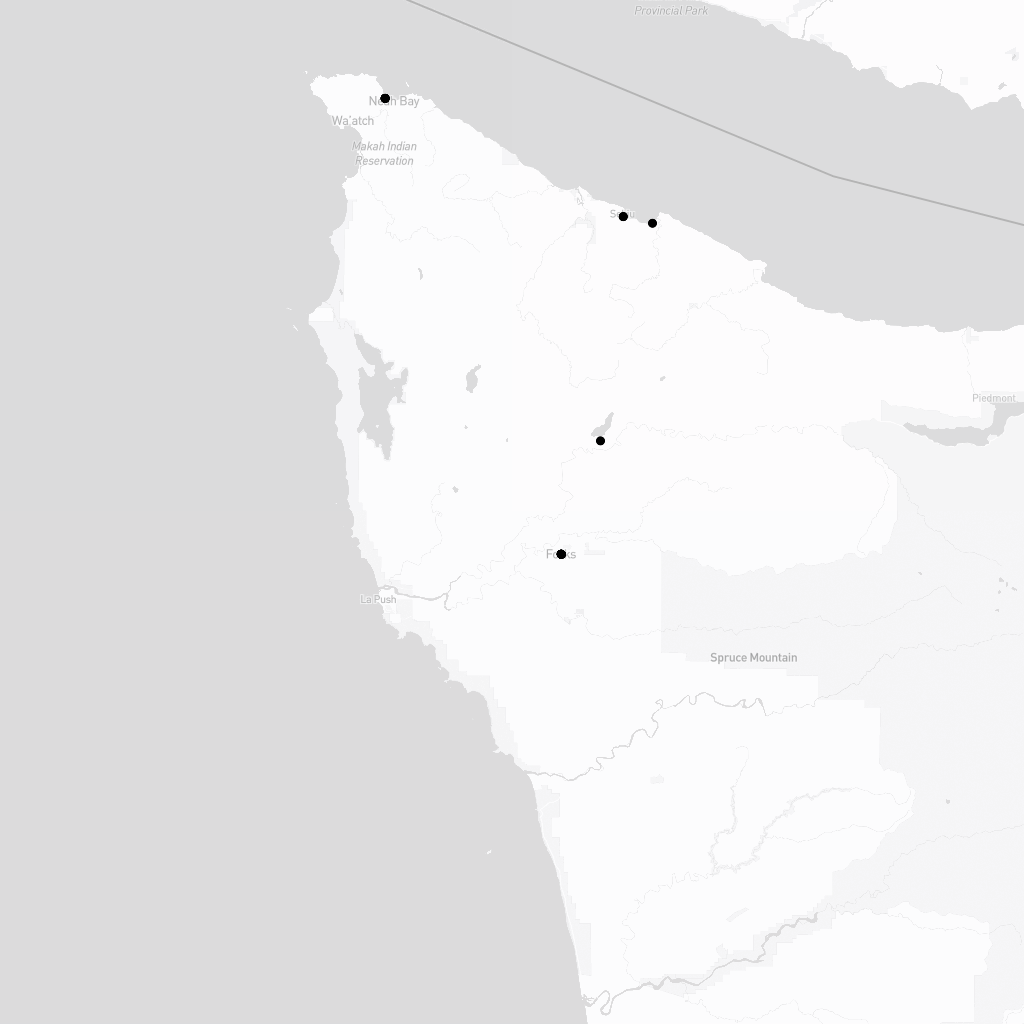 Provincial Park
Neah Bay
Wa'atch
Makah Indian
Reservation
Sekiu
Piedmont
Forks
La Push
Spruce Mountain